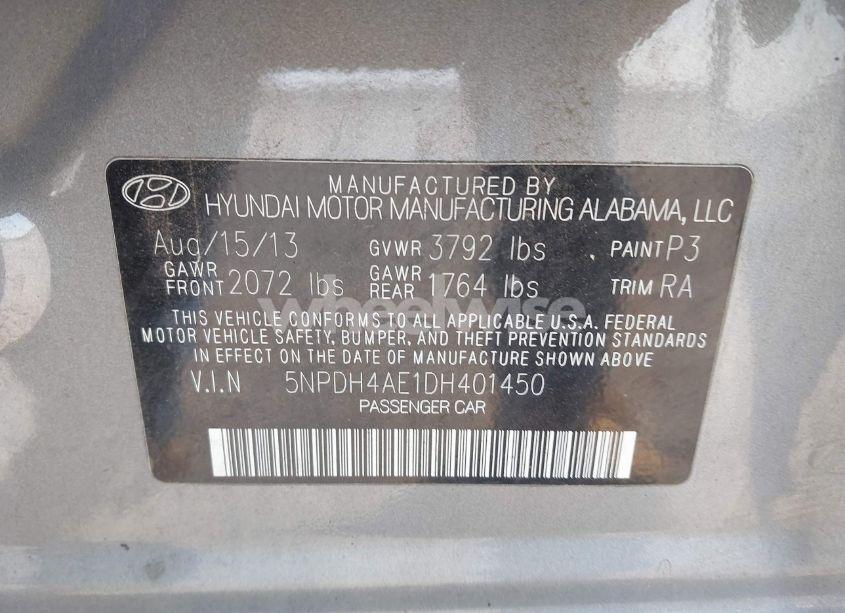 MANUFACTURED BY
HYUNDAI MOTOR MANUFACTURING ALABAMA, LLC
Aug/15/13 GVWR 3792 lbs PAINT P3
GAWR FRONT 2072 lbs GAWR REAR 1764 lbs TRIM RA
wheelwise
THIS VEHICLE CONFORMS TO ALL APPLICABLE U.S.A. FEDERAL
MOTOR VEHICLE SAFETY, BUMPER, AND THEFT PREVENTION STANDARDS
IN EFFECT ON THE DATE OF MANUFACTURE SHOWN ABOVE
V.I.N 5NPDH4AE1DH401450
PASSENGER CAR